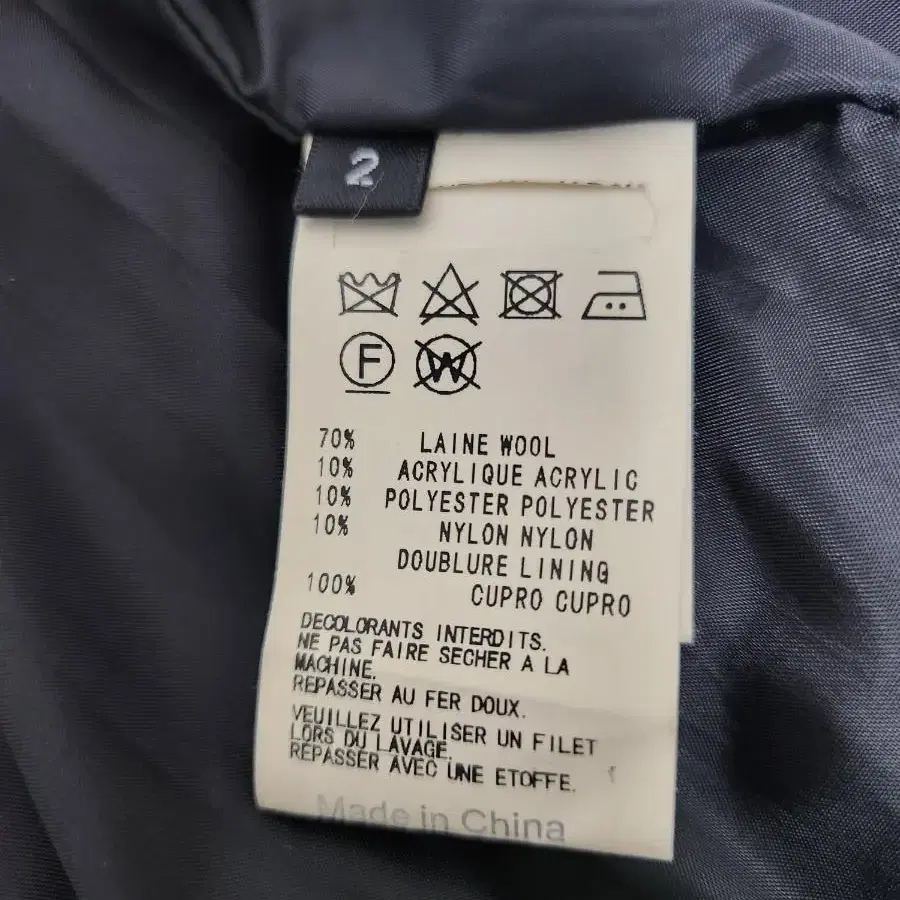 2
F
W
70% LAINE WOOL
10% ACRYLIQUE ACRYLIC
10% POLYESTER POLYESTER
10% NYLON NYLON
DOUBLURE LINING
100% CUPRO CUPRO
DECOLORANTS INTERDITS.
NE PAS FAIRE SECHER A LA
MACHINE.
REPASSER AU FER DOUX.
VEUILLEZ UTILISER UN FILET
LORS DU LAVAGE.
REPASSER AVEC UNE ETOFFE.
Made in China